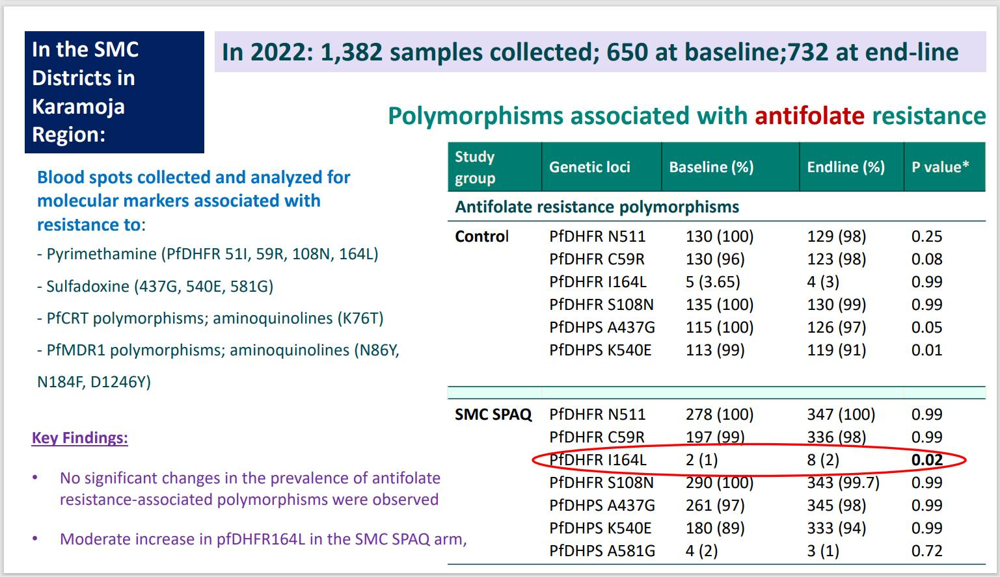 In the SMC
Districts in
Karamoja
Region:
In 2022: 1,382 samples collected; 650 at baseline;732 at end-line
Polymorphisms associated with antifolate resistance
Blood spots collected and analyzed for
molecular markers associated with
resistance to:
- Pyrimethamine (PfDHFR 51I, 59R, 108N, 164L)
- Sulfadoxine (437G, 540E, 581G)
- PfCRT polymorphisms; aminoquinolines (K76T)
- PfMDR1 polymorphisms; aminoquinolines (N86Y,
N184F, D1246Y)
Key Findings:
• No significant changes in the prevalence of antifolate
resistance-associated polymorphisms were observed
• Moderate increase in pfDHFR164L in the SMC SPAQ arm,
Study group Genetic loci Baseline (%) Endline (%) P value*
Antifolate resistance polymorphisms
Control PfDHFR N511 130 (100) 129 (98) 0.25
PfDHFR C59R 130 (96) 123 (98) 0.08
PfDHFR I164L 5 (3.65) 4 (3) 0.99
PfDHFR S108N 135 (100) 130 (99) 0.99
PfDHPS A437G 115 (100) 126 (97) 0.05
PfDHPS K540E 113 (99) 119 (91) 0.01
SMC SPAQ PfDHFR N511 278 (100) 347 (100) 0.99
PfDHFR C59R 197 (99) 336 (98) 0.99
PfDHFR I164L 2 (1) 8 (2) 0.02
PfDHFR S108N 290 (100) 343 (99.7) 0.99
PfDHPS A437G 261 (97) 345 (98) 0.99
PfDHPS K540E 180 (89) 333 (94) 0.99
PfDHPS A581G 4 (2) 3 (1) 0.72